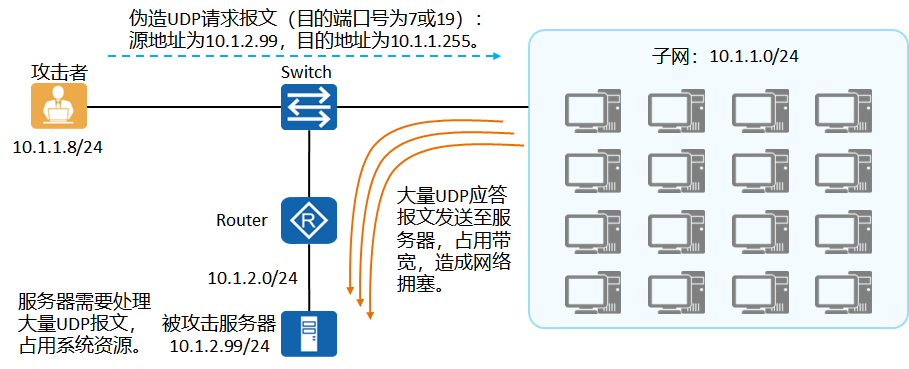 伪造UDP请求报文（目的端口号为7或19）：
源地址为10.1.2.99，目的地址为10.1.1.255。
攻击者
Switch
子网：10.1.1.0/24
10.1.1.8/24
大量UDP应答
报文发送至服
务器，占用带
宽，造成网络
拥塞。
Router
10.1.2.0/24
服务器需要处理
大量UDP报文，
占用系统资源。
被攻击服务器
10.1.2.99/24
R